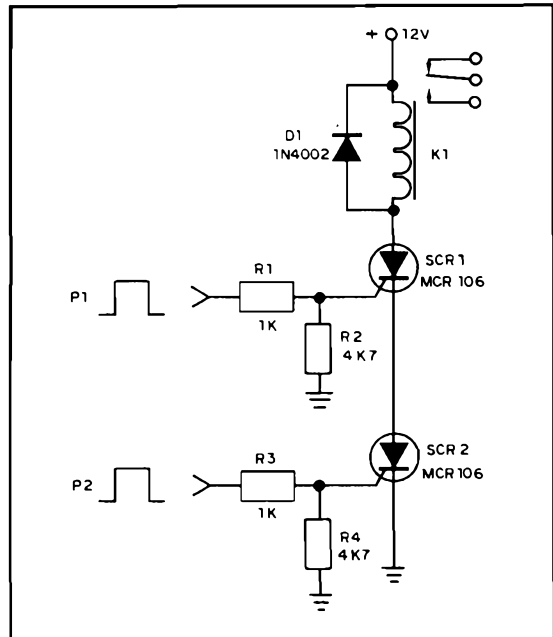 + 12V
D1
1N4002
K1
SCR 1
MCR 106
P1
R1
1K
R2
4K7
SCR 2
MCR 106
P2
R3
1K
R4
4K7